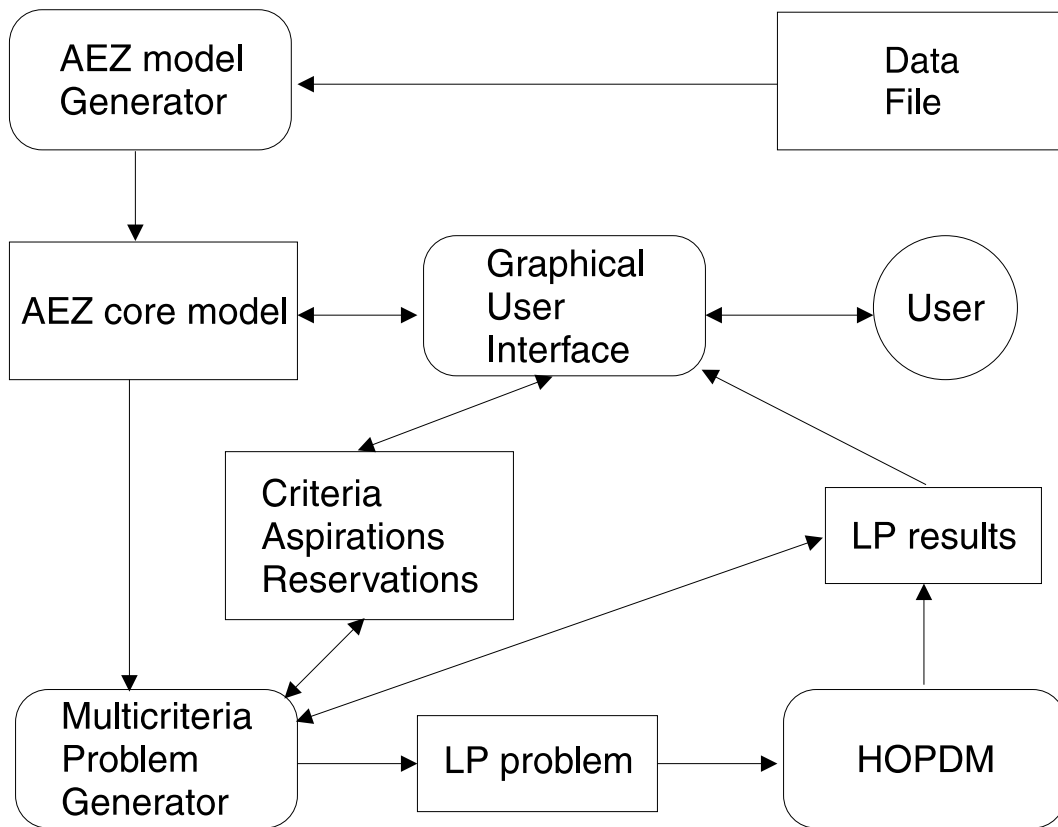 AEZ model
Generator
Data
File
AEZ core model
Graphical
User
Interface
User
Criteria
Aspirations
Reservations
LP results
Multicriteria
Problem
Generator
LP problem
HOPDM